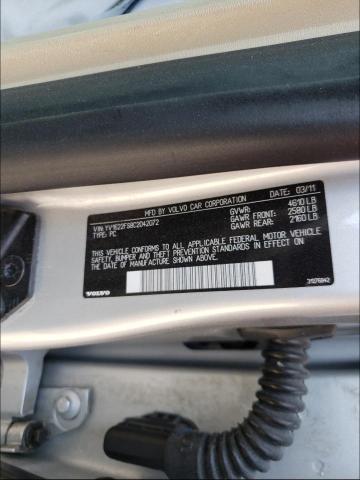 MFD BY VOLVO CAR CORPORATION 03/11
VIN: YV1622FS8C2042072
TYPE: PC
GVWR: 4610 LB
GAWR FRONT: 2580 LB
GAWR REAR: 2160 LB
THIS VEHICLE CONFORMS TO ALL APPLICABLE FEDERAL MOTOR VEHICLE
SAFETY, BUMPER, AND THEFT PREVENTION STANDARDS IN EFFECT ON
THE DATE OF MANUFACTURE SHOWN ABOVE.
VOLVO